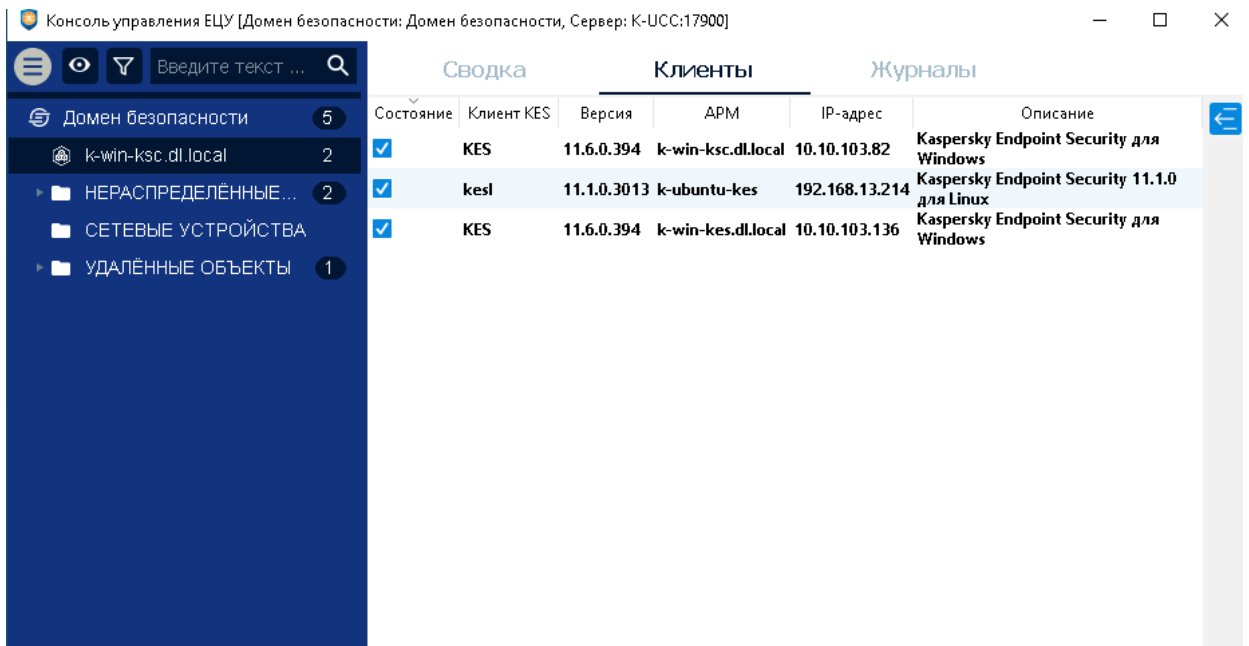 Консоль управления ЕЦУ [Домен безопасности: Домен безопасности, Сервер: K-UCC:17900]
Введите текст ...
Сводка Клиенты Журналы
Домен безопасности 5
k-win-ksc.dl.local 2
НЕРАСПРЕДЕЛЁННЫЕ... 2
СЕТЕВЫЕ УСТРОЙСТВА
УДАЛЁННЫЕ ОБЪЕКТЫ 1
Состояние Клиент KES Версия АРМ IP-адрес Описание
KES 11.6.0.394 k-win-ksc.dl.local 10.10.103.82 Kaspersky Endpoint Security для
Windows
kesl 11.1.0.3013 k-ubuntu-kes 192.168.13.214 Kaspersky Endpoint Security 11.1.0
для Linux
KES 11.6.0.394 k-win-kes.dl.local 10.10.103.136 Kaspersky Endpoint Security для
Windows